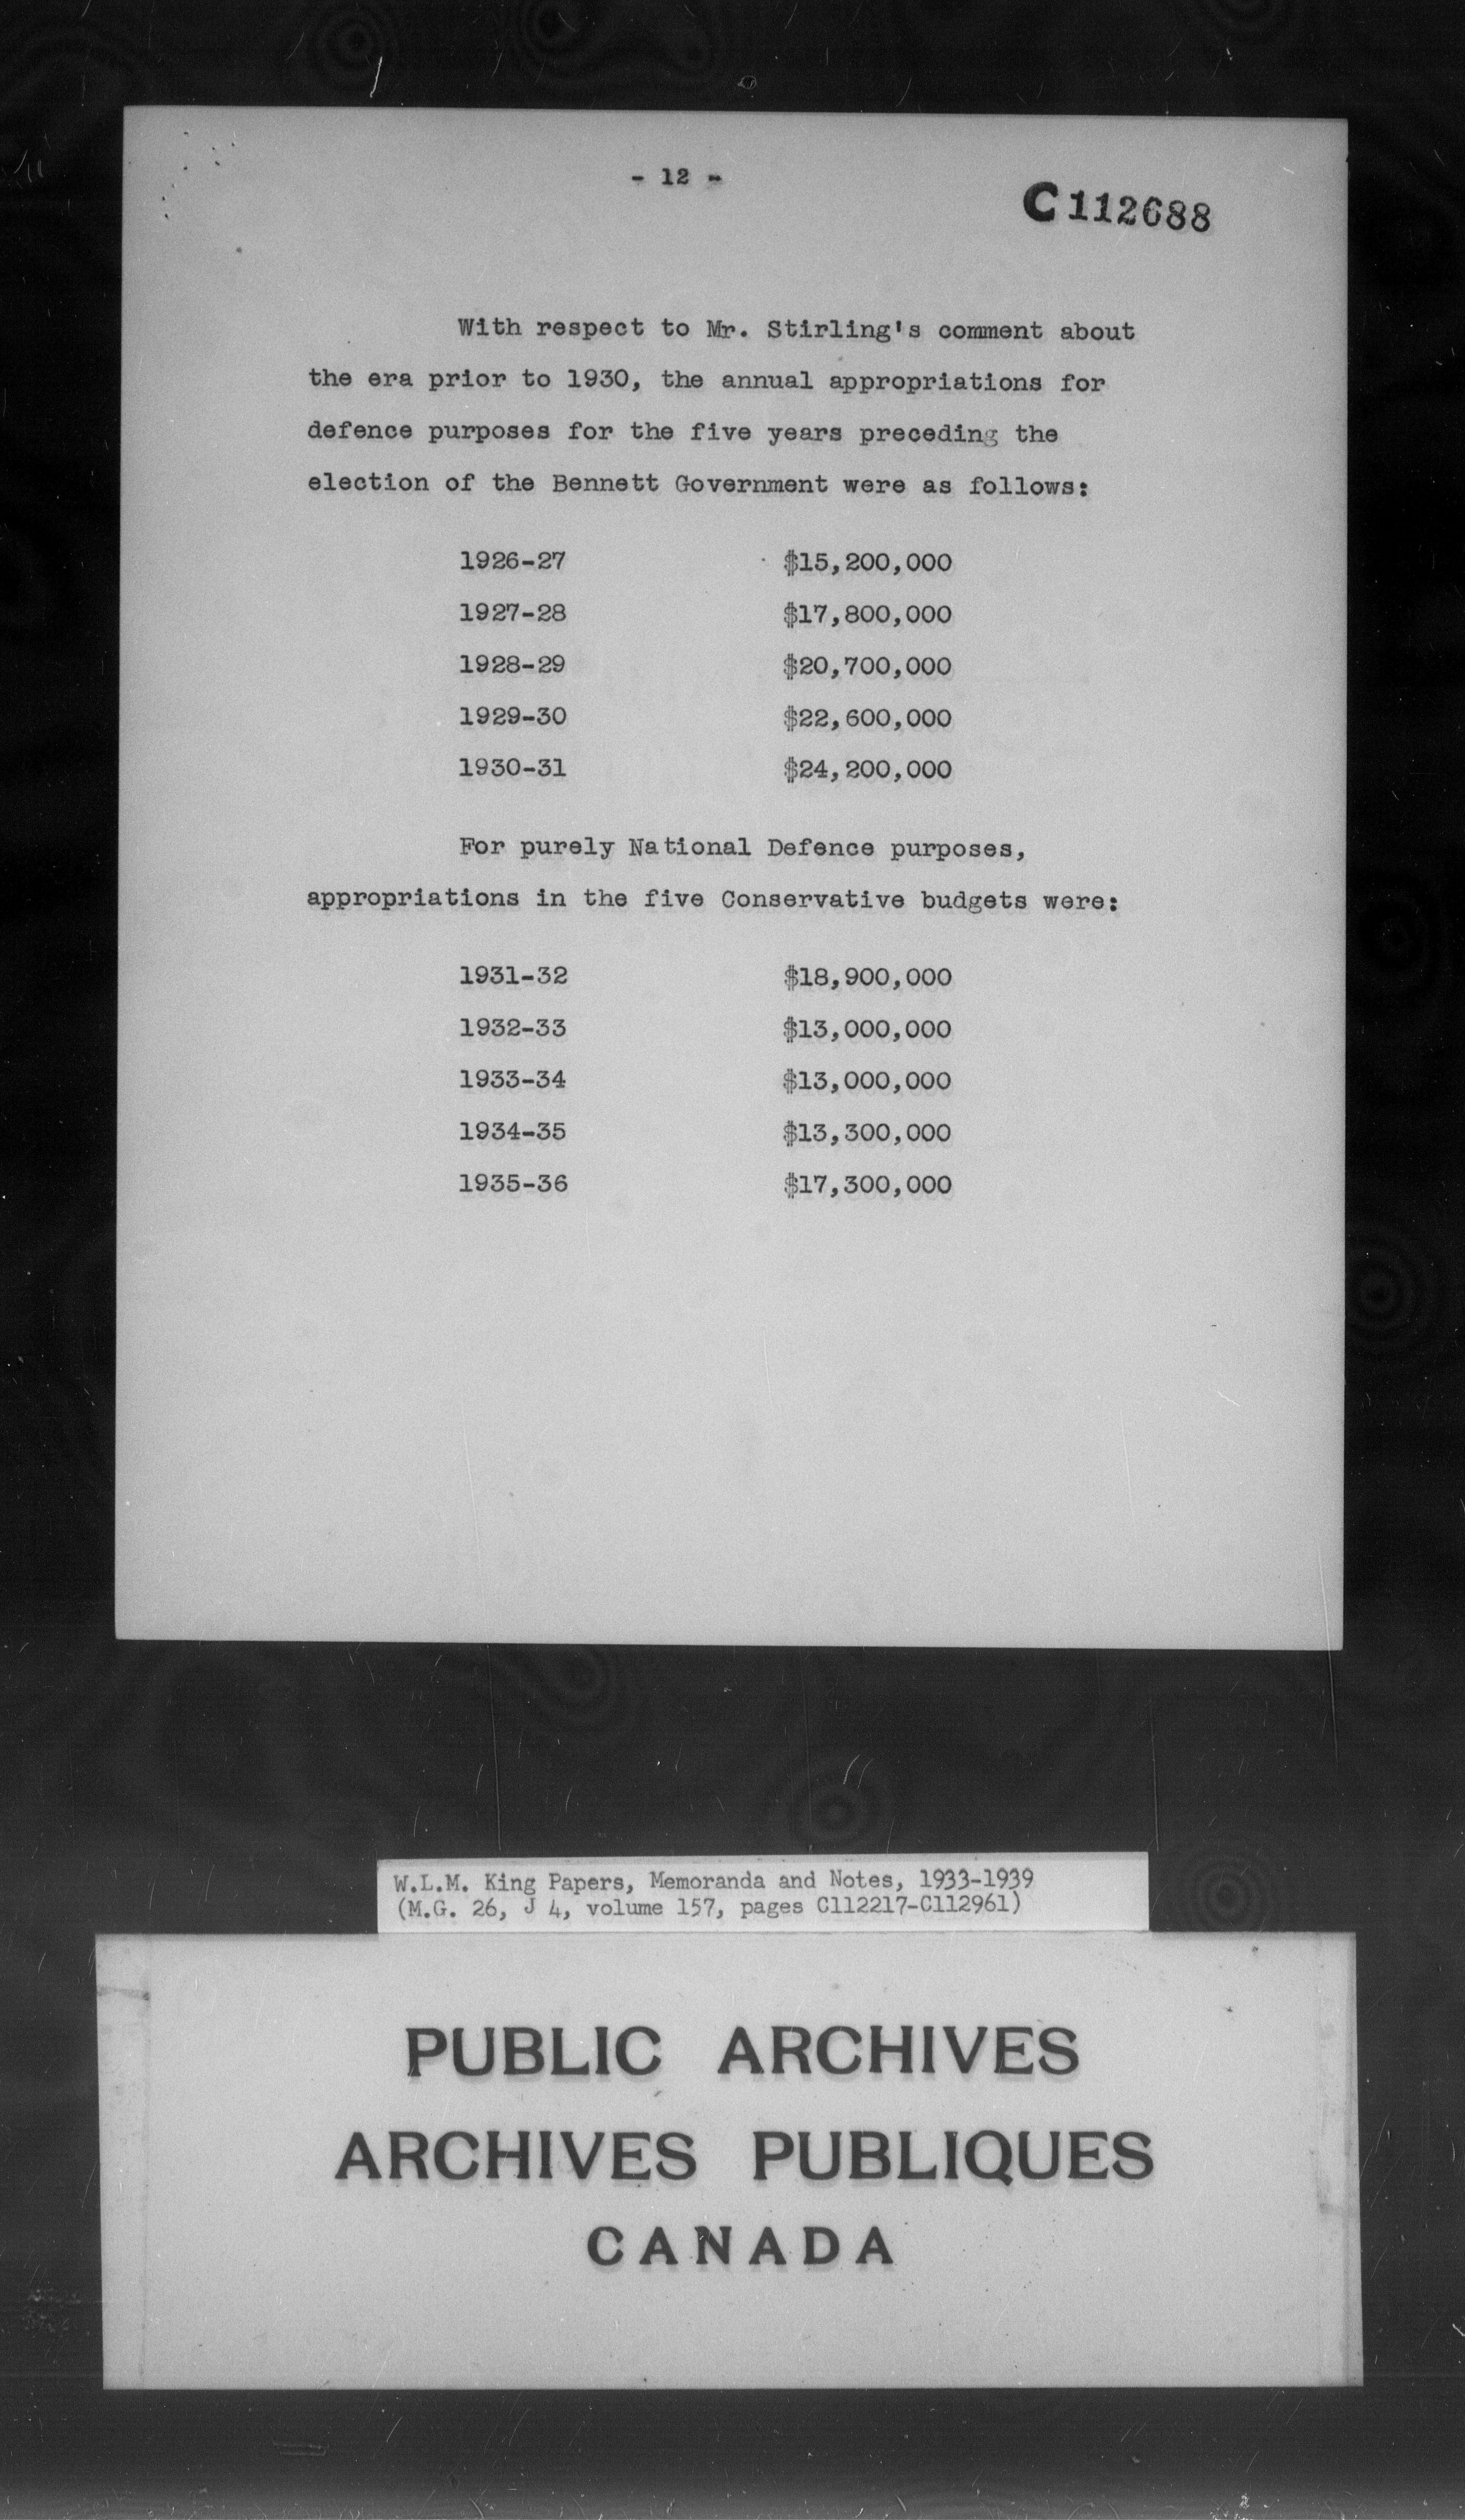 - 12 -
C 112688
With respect to Mr. Stirling's comment about
the era prior to 1930, the annual appropriations for
defence purposes for the five years preceding the
election of the Bennett Government were as follows:
1926-27 $15,200,000
1927-28 $17,800,000
1928-29 $20,700,000
1929-30 $22,600,000
1930-31 $24,200,000
For purely National Defence purposes,
appropriations in the five Conservative budgets were:
1931-32 $18,900,000
1932-33 $13,000,000
1933-34 $13,000,000
1934-35 $13,300,000
1935-36 $17,300,000
W.L.M. King Papers, Memoranda and Notes, 1933-1939
(M.G. 26, J 4, volume 157, pages C112217-C112961)
PUBLIC ARCHIVES
ARCHIVES PUBLIQUES
CANADA